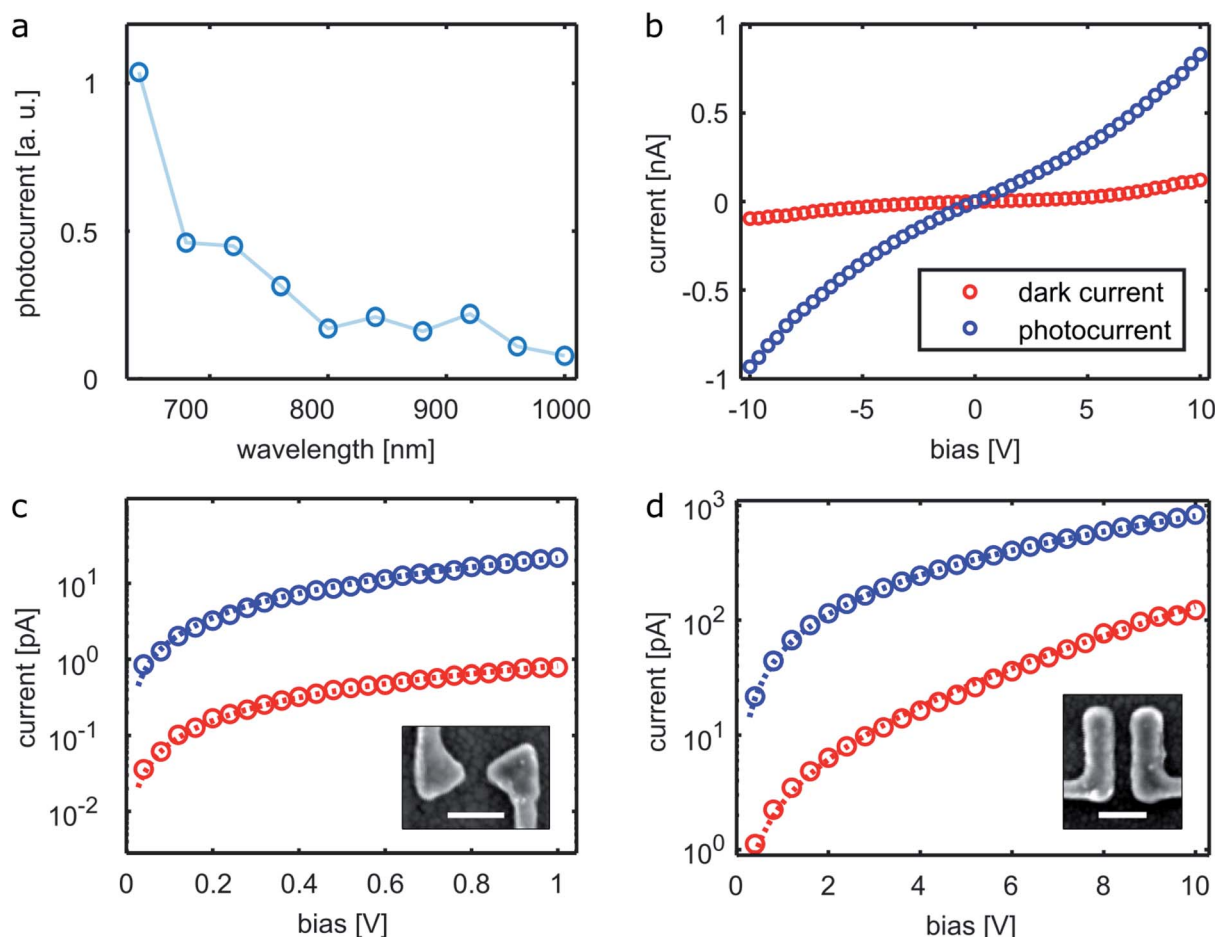 a
photocurrent [a. u.]
1
0.5
0
700 800 900 1000
wavelength [nm]
b
current [nA]
1
0.5
0
-0.5
-1
dark current
photocurrent
-10 -5 0 5 10
bias [V]
c
current [pA]
10^1
10^0
10^-1
10^-2
0 0.2 0.4 0.6 0.8 1
bias [V]
d
current [pA]
10^3
10^2
10^1
10^0
0 2 4 6 8 10
bias [V]